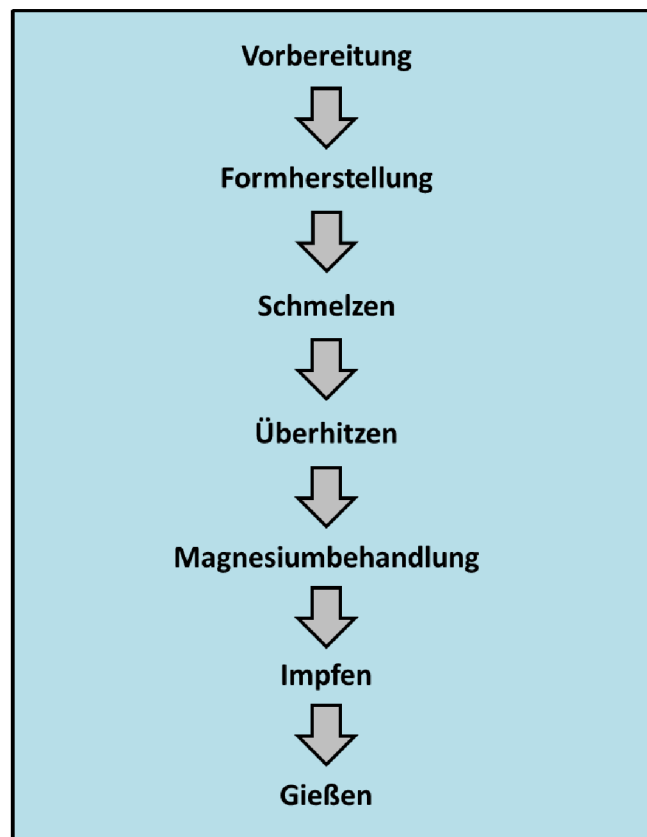 Vorbereitung
Formherstellung
Schmelzen
Überhitzen
Magnesiumbehandlung
Impfen
Gießen